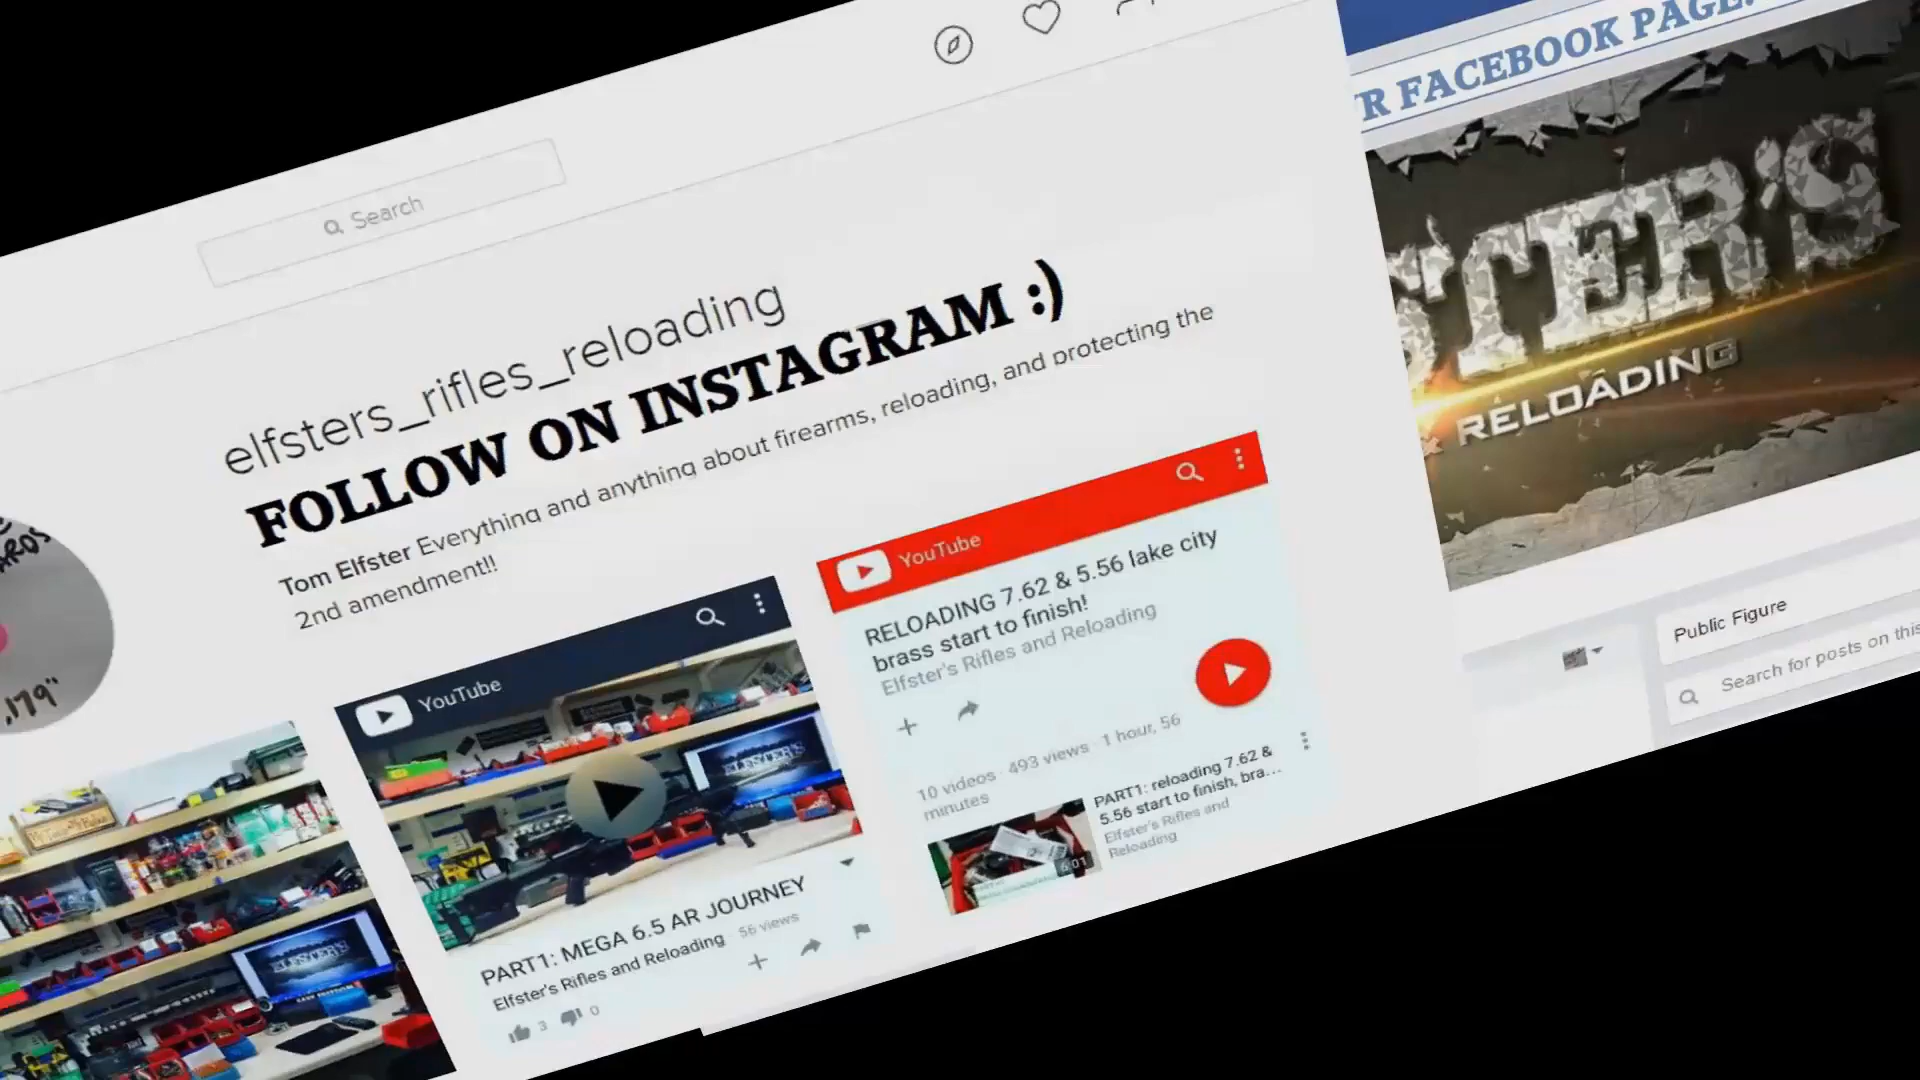 Search
elfsters_rifles_reloading
FOLLOW ON INSTAGRAM :)
Tom Elfster Everything and anything about firearms, reloading, and protecting the
2nd amendment!!
.179"
YouTube
PART1: MEGA 6.5 AR JOURNEY
Elfster's Rifles and Reloading · 56 views
3 0
ELFSTER'S
ELFSTER'S
YouTube
RELOADING 7.62 & 5.56 lake city
brass start to finish!
Elfster's Rifles and Reloading
10 videos · 493 views · 1 hour, 56
minutes
PART1: reloading 7.62 &
5.56 start to finish, bra...
Elfster's Rifles and
Reloading
R FACEBOOK PAGE.
STER'S
& RELOADING
Public Figure
Search for posts on this